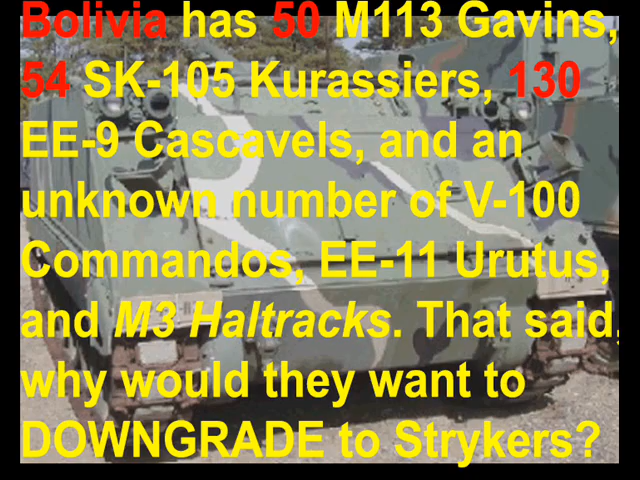 Bolivia has 50 M113 Gavins,
54 SK-105 Kurassiers, 130
EE-9 Cascavels, and an
unknown number of V-100
Commandos, EE-11 Urutus,
and M3 Haltracks. That said,
why would they want to
DOWNGRADE to Strykers?